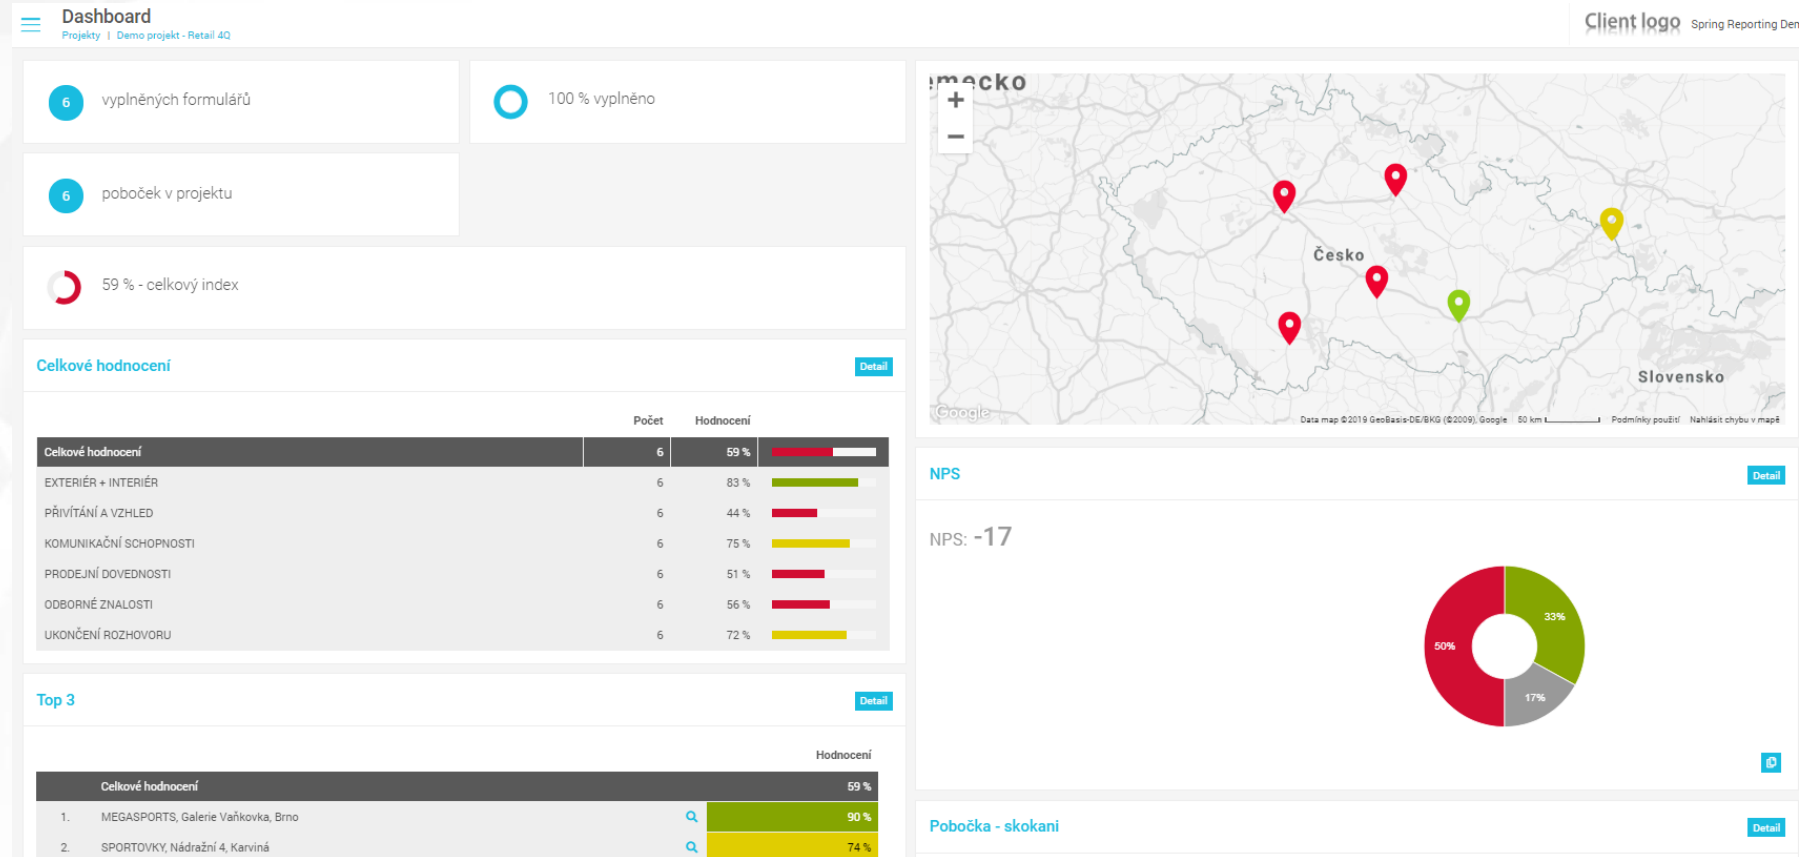 Dashboard
Projekty | Demo projekt - Retail 4Q
Client logo
Spring Reporting
6 vyplněných formulářů
100 % vyplněno
6 poboček v projektu
59 % - celkový index
Celkové hodnocení
Detail
Počet Hodnocení
Celkové hodnocení 6 59 %
EXTERIÉR + INTERIÉR 6 83 %
PŘIVÍTÁNÍ A VZHLED 6 44 %
KOMUNIKAČNÍ SCHOPNOSTI 6 75 %
PRODEJNÍ DOVEDNOSTI 6 51 %
ODBORNÉ ZNALOSTI 6 56 %
UKONČENÍ ROZHOVORU 6 72 %
Top 3
Detail
Hodnocení
Celkové hodnocení 59 %
1. MEGASPORTS, Galerie Vaňkovka, Brno 90 %
2. SPORTOVKY, Nádražní 4, Karviná 74 %
+
−
Česko
Slovensko
Google
Data map ©2019 GeoBasis-DE/BKG (©2009), Google 50 km Podmínky použití Nahlásit chybu v mapě
NPS
Detail
NPS: -17
33%
50%
17%
Pobočka - skokani
Detail